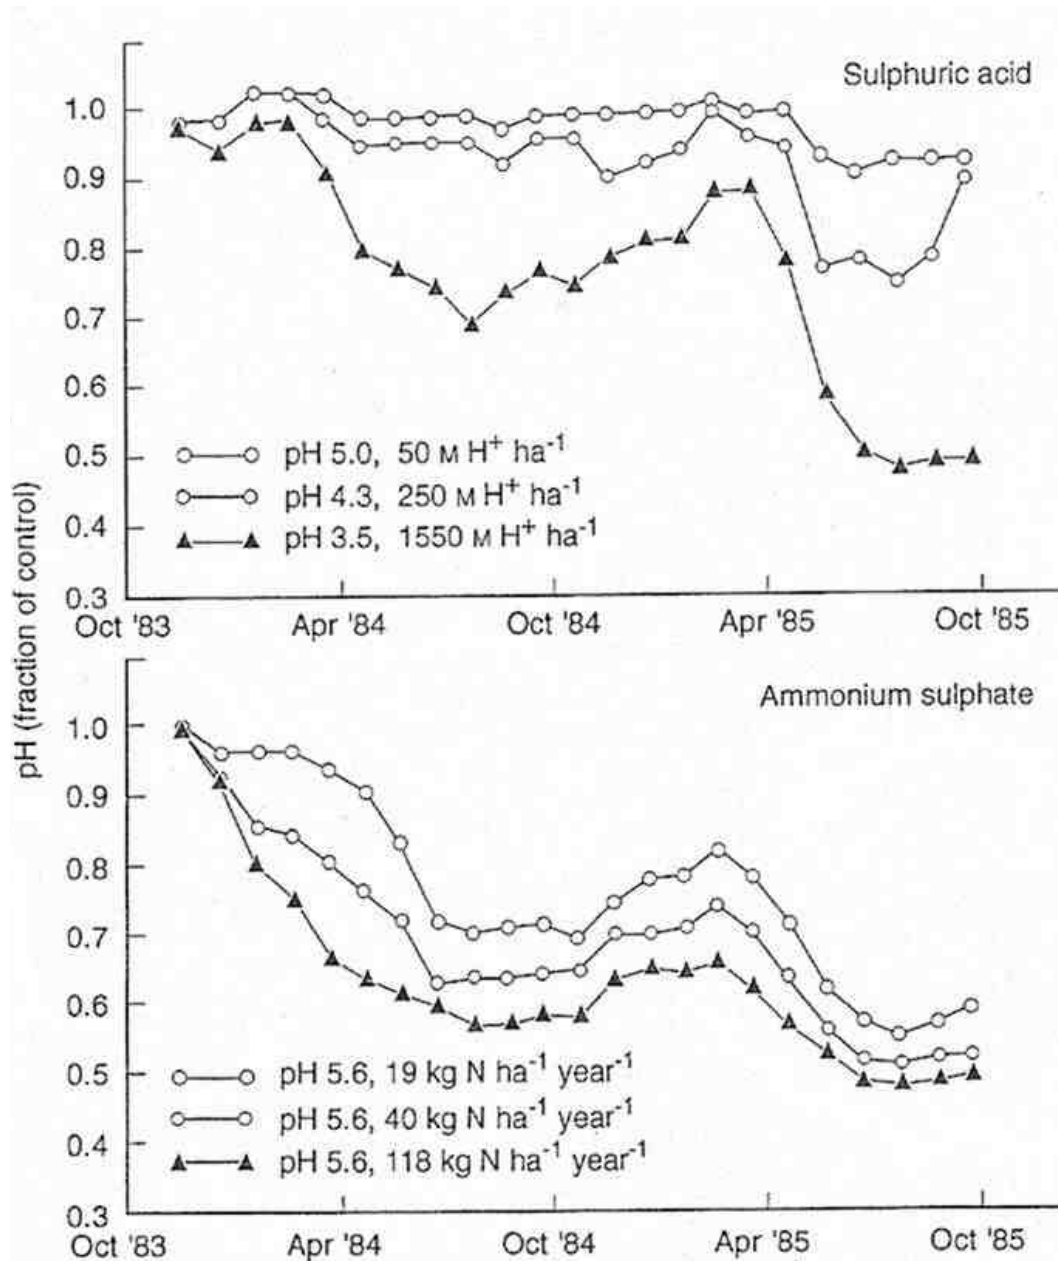 Sulphuric acid
1.0
0.9
0.8
0.7
0.6
0.5
0.4
0.3
pH 5.0, 50 M H⁺ ha⁻¹
pH 4.3, 250 M H⁺ ha⁻¹
pH 3.5, 1550 M H⁺ ha⁻¹
Oct '83 Apr '84 Oct '84 Apr '85 Oct '85
pH (fraction of control)
Ammonium sulphate
1.0
0.9
0.8
0.7
0.6
0.5
0.4
0.3
pH 5.6, 19 kg N ha⁻¹ year⁻¹
pH 5.6, 40 kg N ha⁻¹ year⁻¹
pH 5.6, 118 kg N ha⁻¹ year⁻¹
Oct '83 Apr '84 Oct '84 Apr '85 Oct '85